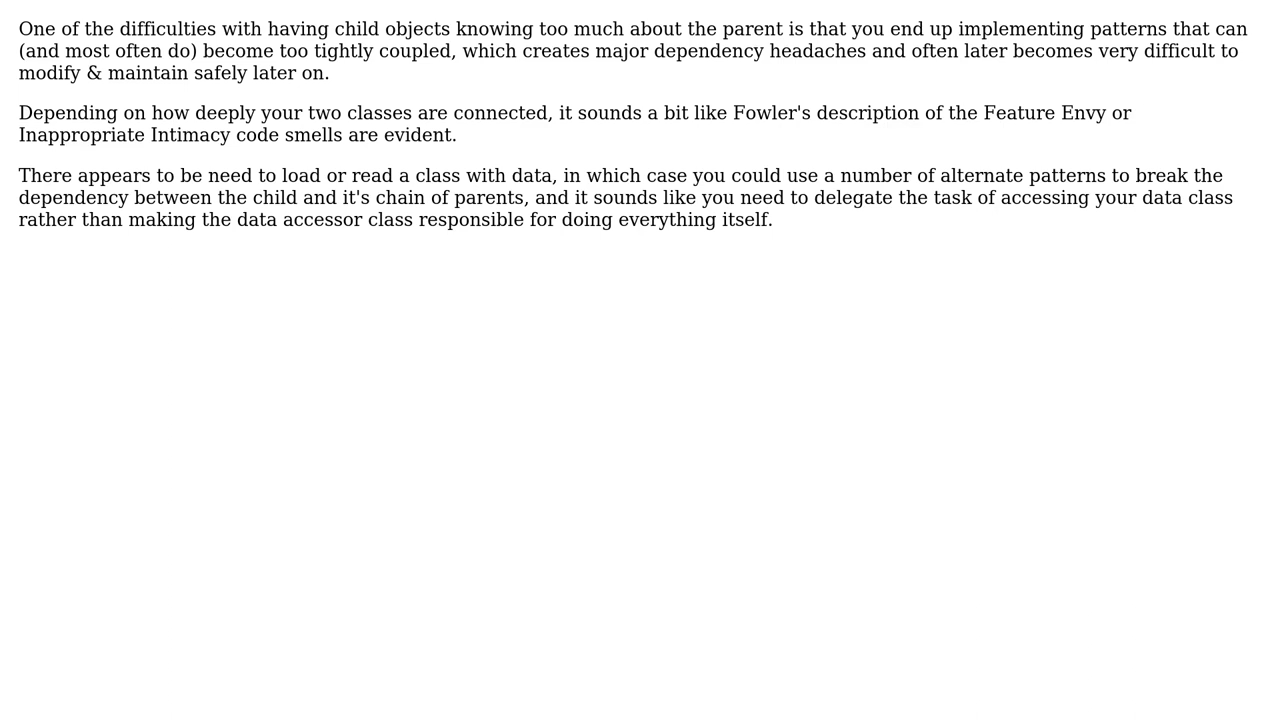 One of the difficulties with having child objects knowing too much about the parent is that you end up implementing patterns that can
(and most often do) become too tightly coupled, which creates major dependency headaches and often later becomes very difficult to
modify & maintain safely later on.
Depending on how deeply your two classes are connected, it sounds a bit like Fowler's description of the Feature Envy or
Inappropriate Intimacy code smells are evident.
There appears to be need to load or read a class with data, in which case you could use a number of alternate patterns to break the
dependency between the child and it's chain of parents, and it sounds like you need to delegate the task of accessing your data class
rather than making the data accessor class responsible for doing everything itself.